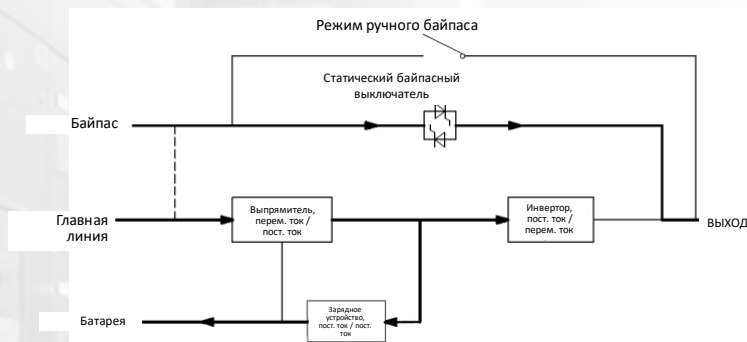 Режим ручного байпаса
Статический байпасный
выключатель
Байпас
Главная
линия
Выпрямитель,
перем. ток /
пост. ток
Инвертор,
пост. ток /
перем. ток
ВЫХОД
Батарея
Зарядное
устройство,
пост. ток / пост.
ток